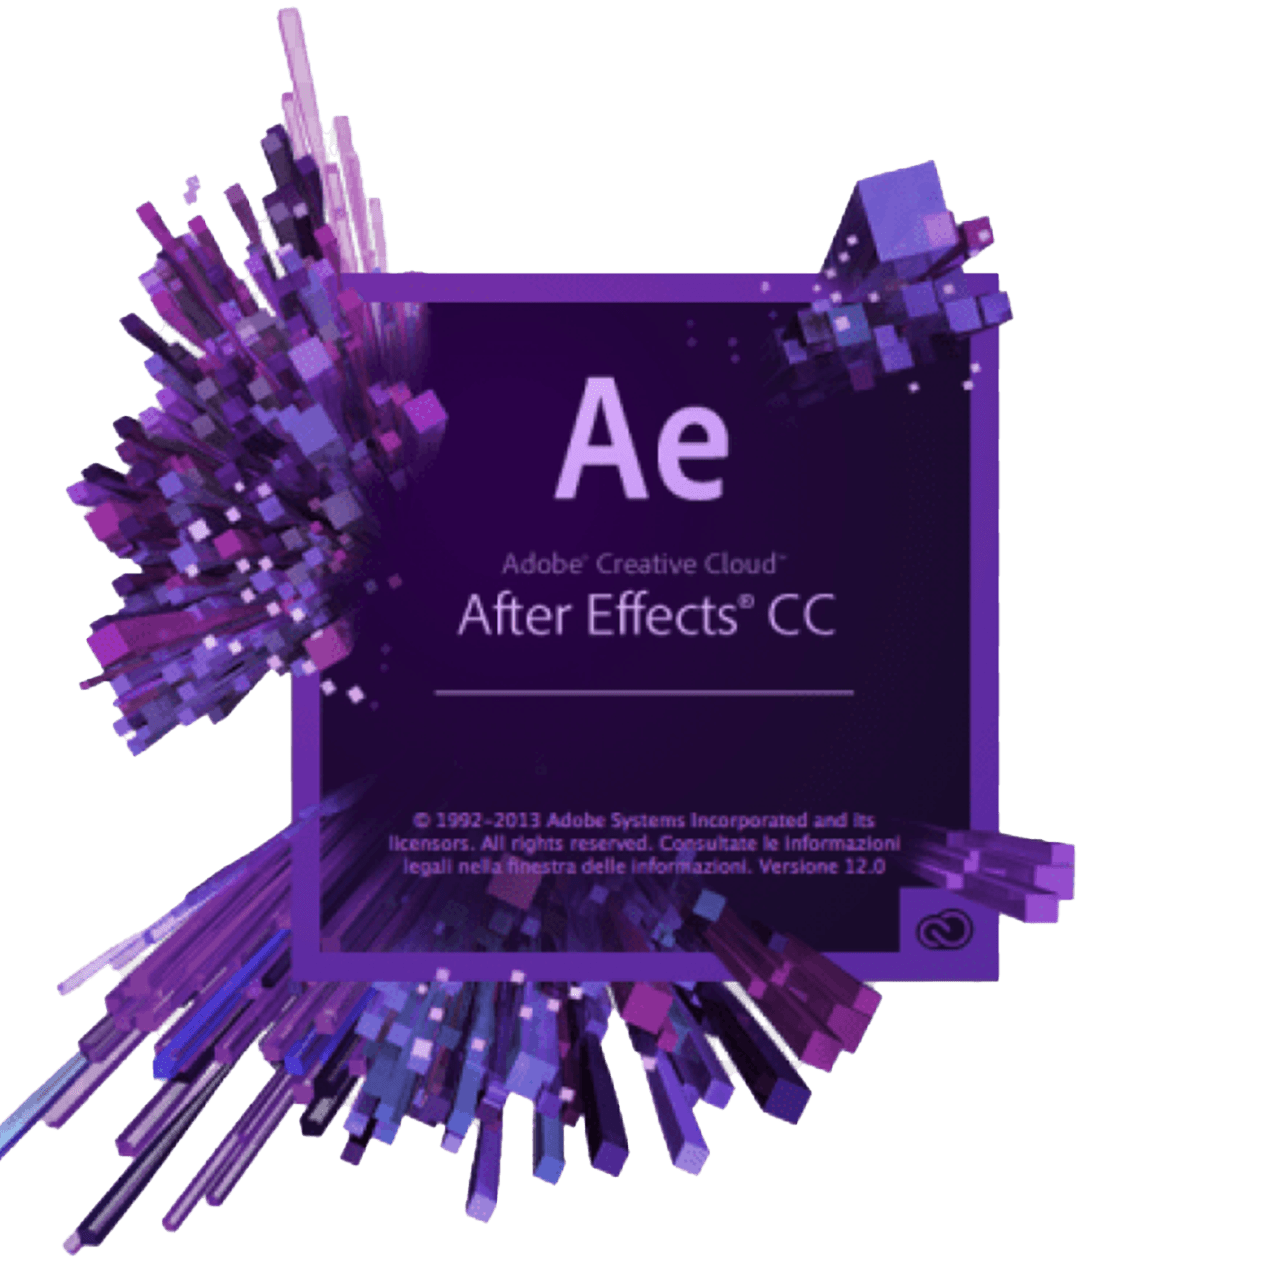 Ae
Adobe® Creative Cloud™
After Effects® CC
© 1992-2013 Adobe Systems Incorporated and its
licensors. All rights reserved. Consultate le informazioni
legali nella finestra delle informazioni. Versione 12.0